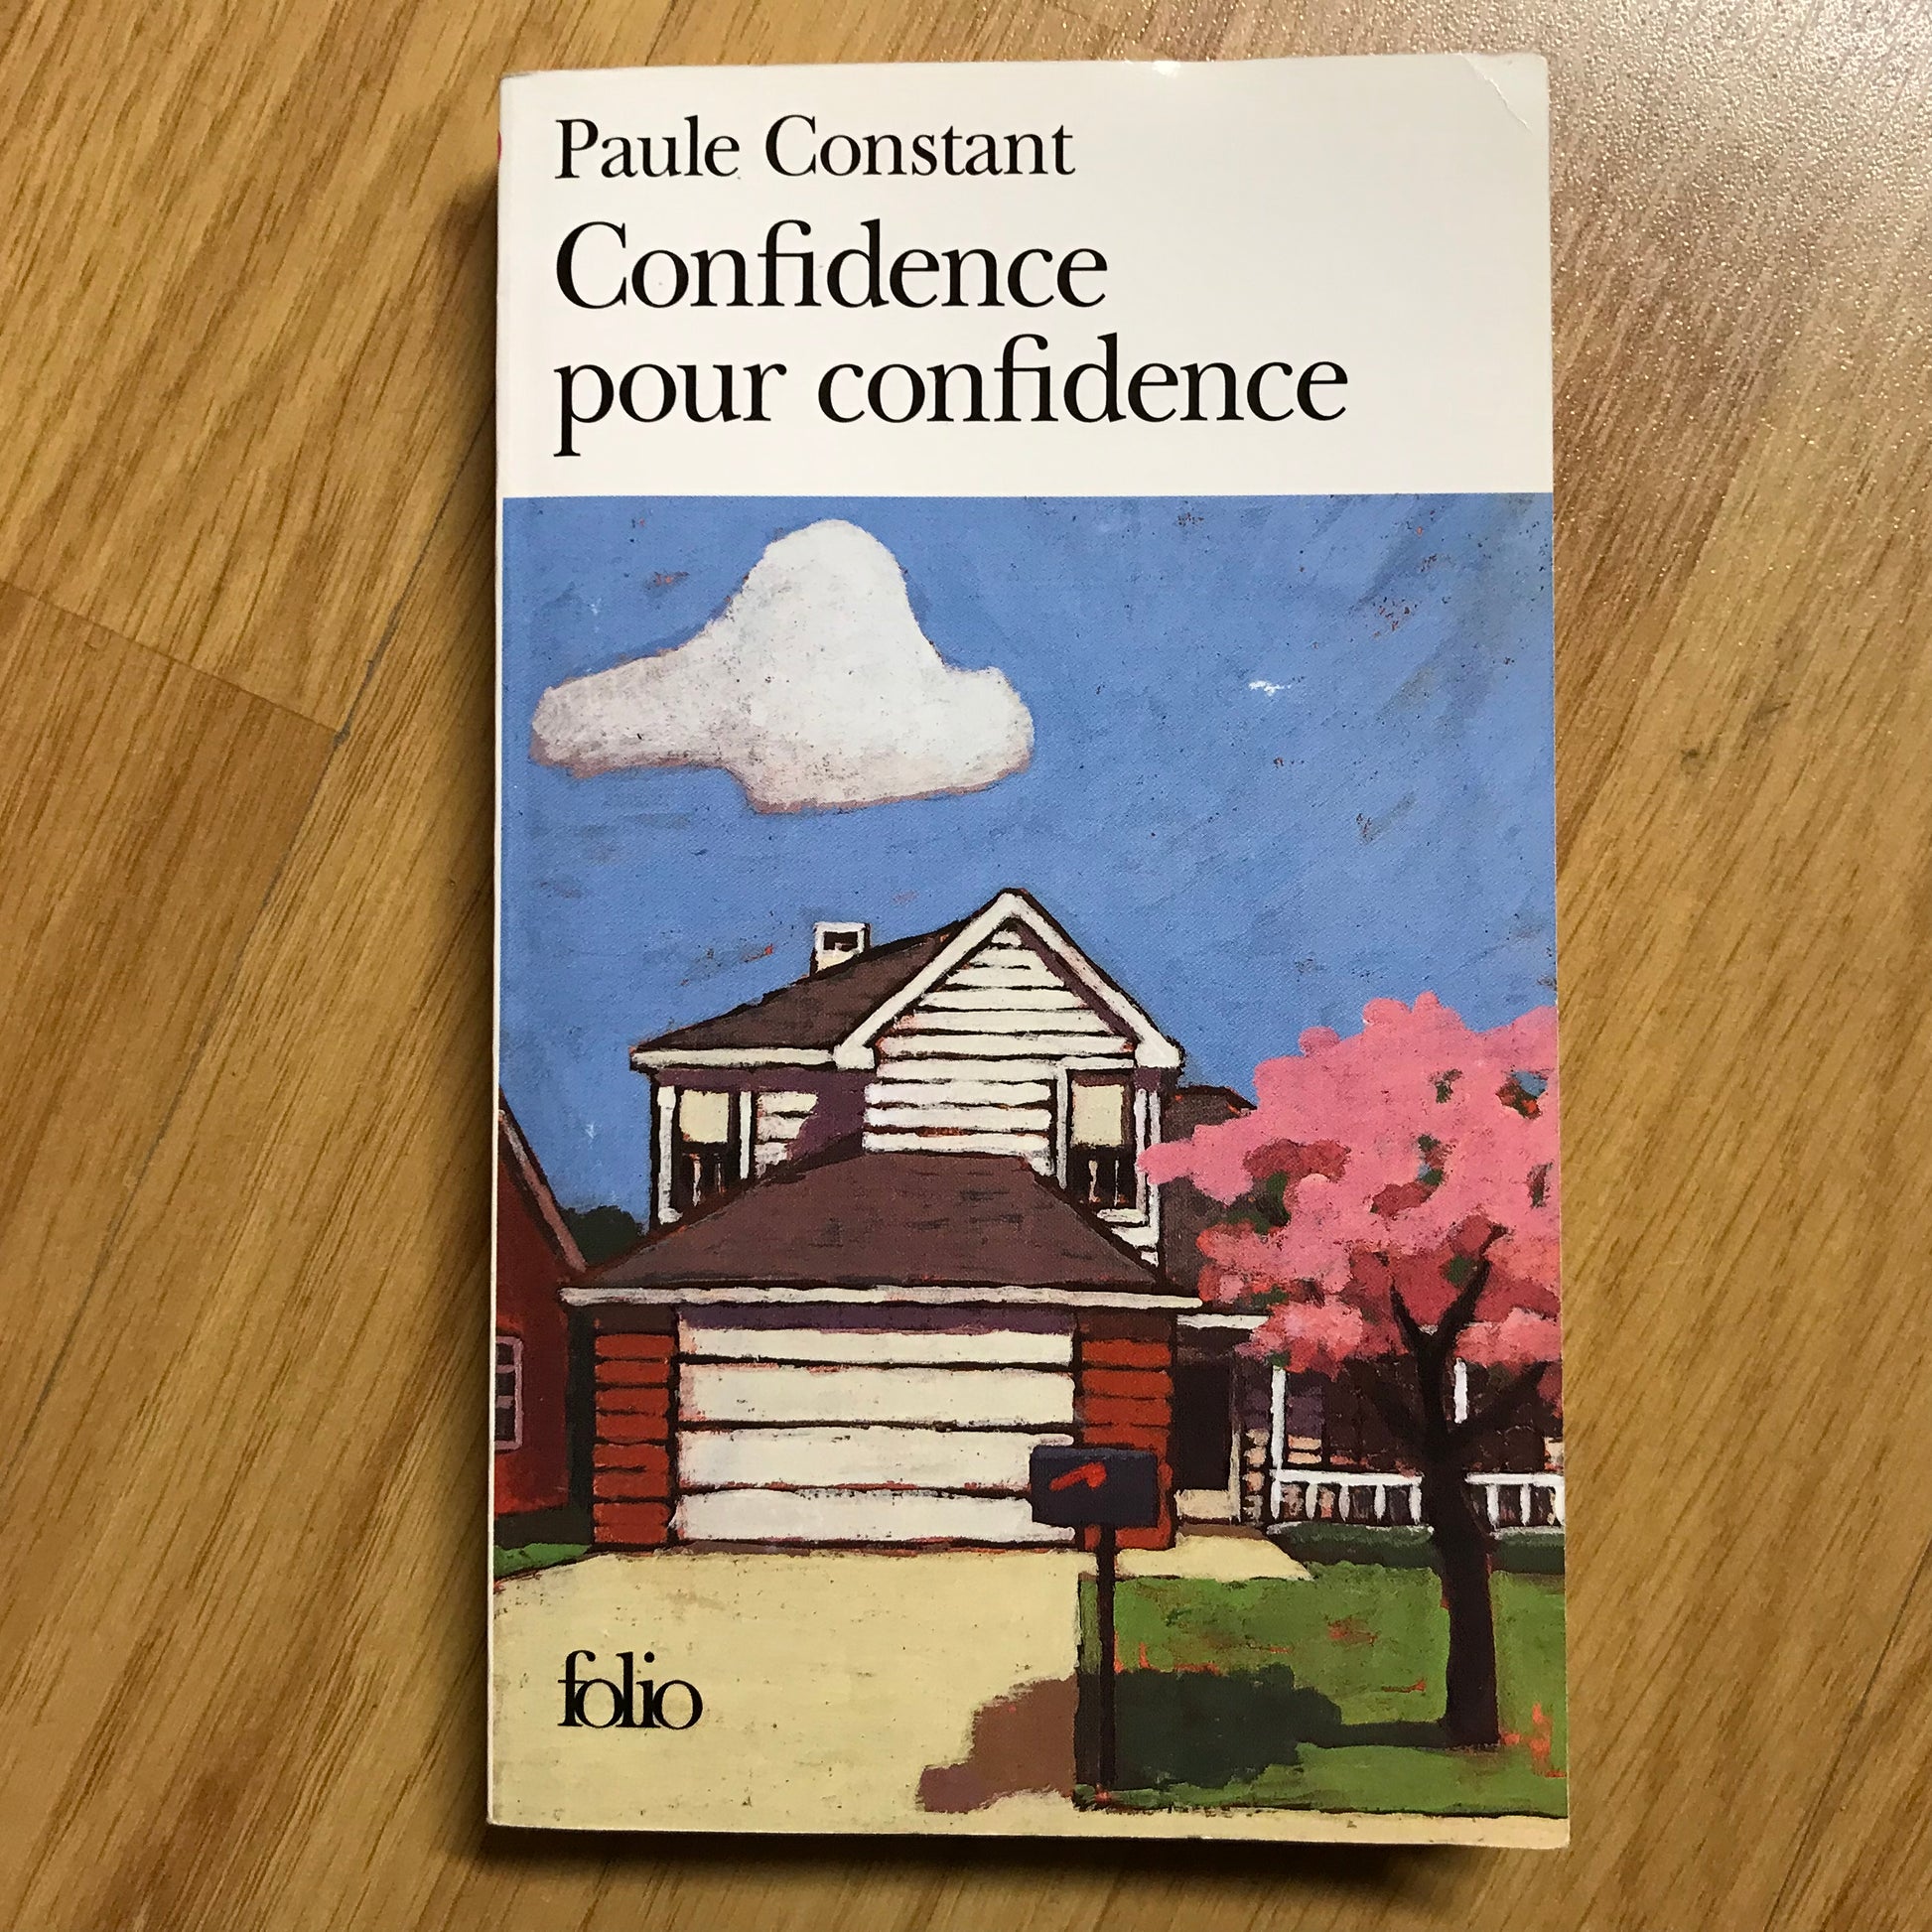 Paule Constant
Confidence
pour confidence
folio